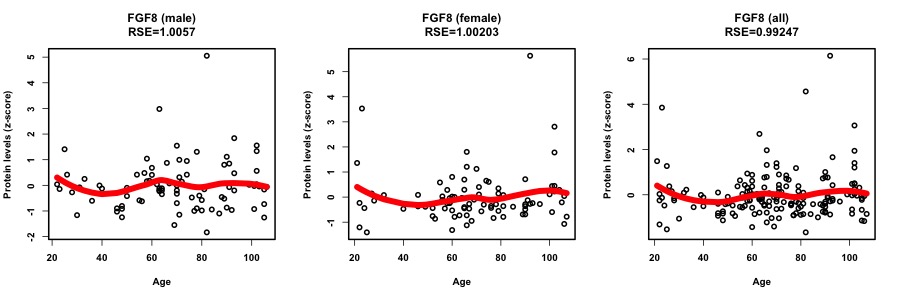 FGF8 (male)
RSE=1.0057
Protein levels (z-score)
5
4
3
2
1
0
-1
-2
20 40 60 80 100
Age
FGF8 (female)
RSE=1.00203
Protein levels (z-score)
5
4
3
2
1
0
-1
20 40 60 80 100
Age
FGF8 (all)
RSE=0.99247
Protein levels (z-score)
6
4
2
0
20 40 60 80 100
Age